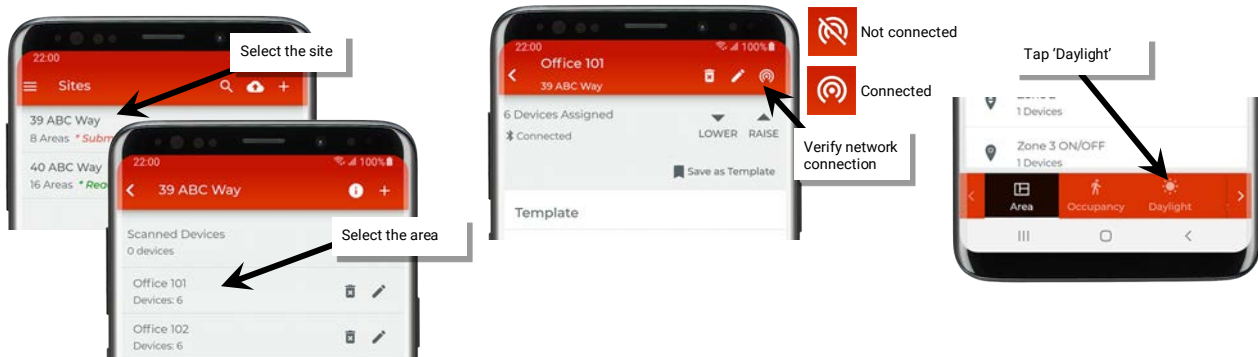 22:00
Sites
39 ABC Way
8 Areas * Subm
40 ABC Way
16 Areas
Select the site
22:00
100%
39 ABC Way
Scanned Devices
0 devices
Select the area
Office 101
Devices: 6
Office 102
Devices: 6
22:00
100%
Office 101
39 ABC Way
6 Devices Assigned
Connected
LOWER RAISE
Save as Template
Template
Not connected
Connected
Verify network
connection
Tap ‘Daylight’
1 Devices
Zone 3 ON/OFF
1 Devices
Area Occupancy Daylight